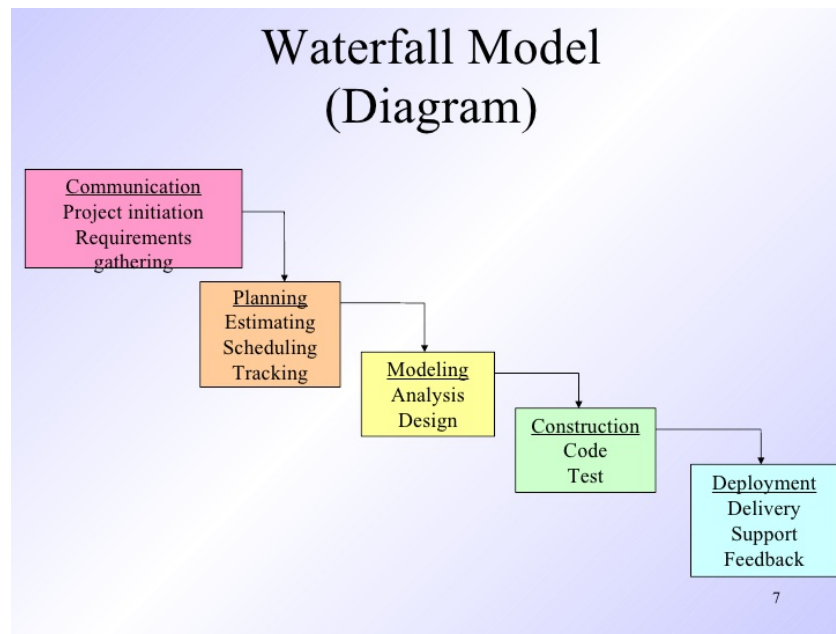 Waterfall Model
(Diagram)
Communication
Project initiation
Requirements
gathering
Planning
Estimating
Scheduling
Tracking
Modeling
Analysis
Design
Construction
Code
Test
Deployment
Delivery
Support
Feedback
7